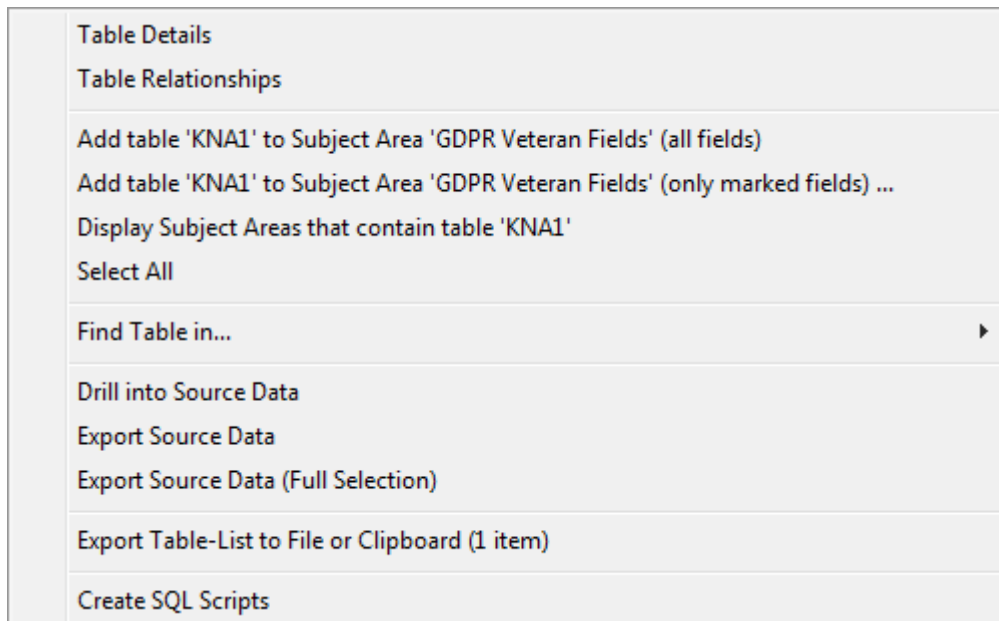 Table Details
Table Relationships
Add table 'KNA1' to Subject Area 'GDPR Veteran Fields' (all fields)
Add table 'KNA1' to Subject Area 'GDPR Veteran Fields' (only marked fields) ...
Display Subject Areas that contain table 'KNA1'
Select All
Find Table in...
Drill into Source Data
Export Source Data
Export Source Data (Full Selection)
Export Table-List to File or Clipboard (1 item)
Create SQL Scripts